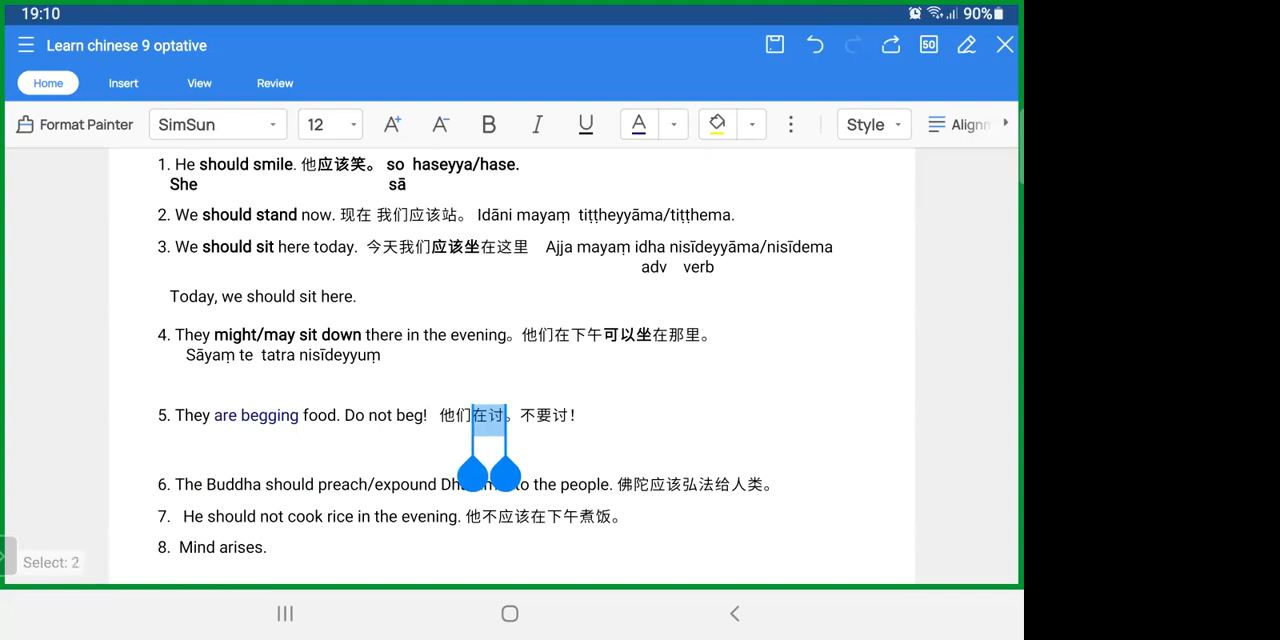 19:10 90%
Learn chinese 9 optative 50
Home Insert View Review
Format Painter SimSun 12 A+ A- B I U A Style
1. He should smile. 他应该笑。 so haseyya/hase.
She sā
2. We should stand now. 现在 我们应该站。 Idāni mayaṃ tiṭṭheyyāma/tiṭṭhema.
3. We should sit here today. 今天我们应该坐在这里 Ajja mayaṃ idha nisīdeyyāma/nisīdema
adv verb
Today, we should sit here.
4. They might/may sit down there in the evening。他们在下午可以坐在那里。
Sāyaṃ te tatra nisīdeyyuṃ
5. They are begging food. Do not beg! 他们在讨。不要讨！
6. The Buddha should preach/expound to the people. 佛陀应该弘法给人类。
7. He should not cook rice in the evening. 他不应该在下午煮饭。
8. Mind arises.
Select: 2